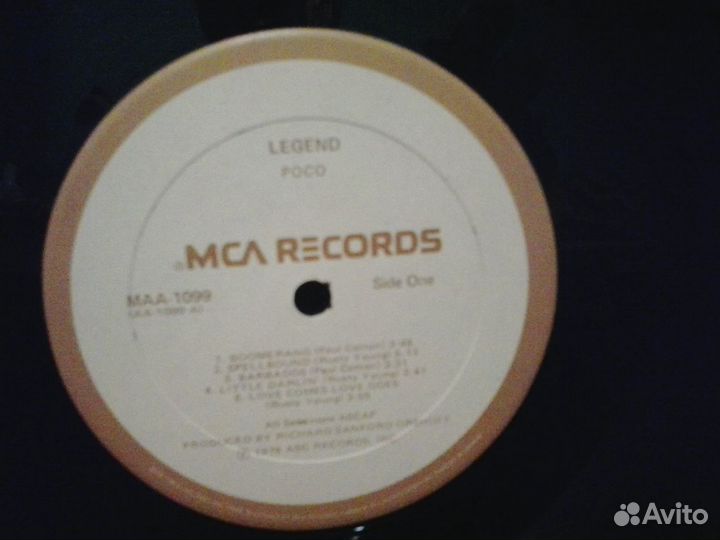 LEGEND
POCO
MCA RECORDS
MAA-1099
Side One
1. BOOMERANG (Paul Cotton)
2. SPELLBOUND (Rusty Young)
3. BARBADOS (Paul Cotton)
4. LITTLE DARLIN' (Rusty Young)
5. LOVE COMES LOVE GOES
(Rusty Young)
ASCAP
PRODUCED BY RICHARD SANFORD
℗ 1978 ABC RECORDS,
Avito